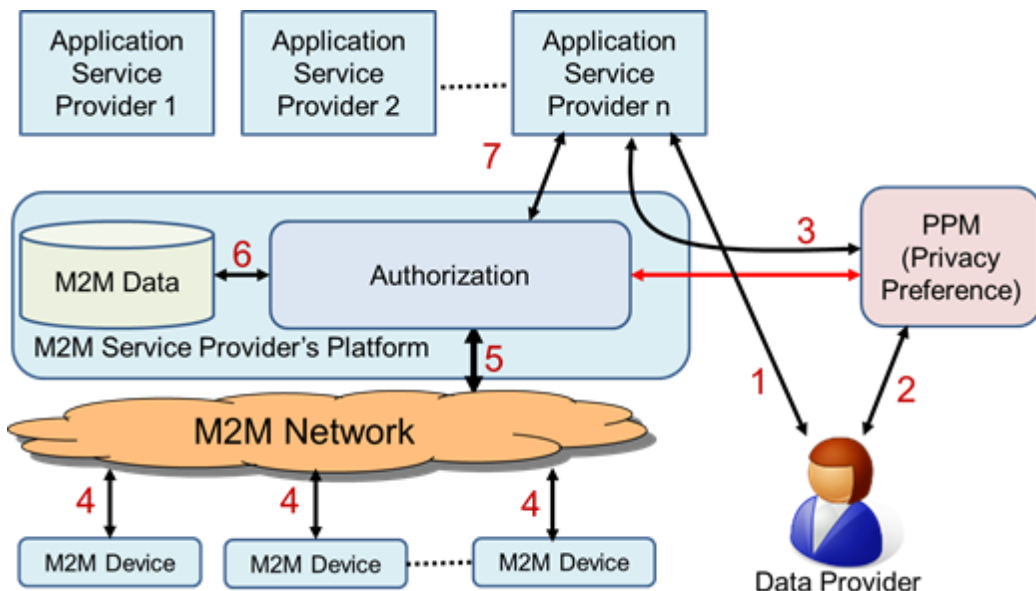 Application
Service
Provider 1
Application
Service
Provider 2
Application
Service
Provider n
7
3
PPM
(Privacy
Preference)
M2M Data
6
Authorization
M2M Service Provider's Platform
5
1
2
M2M Network
4
4
4
M2M Device
M2M Device
M2M Device
Data Provider